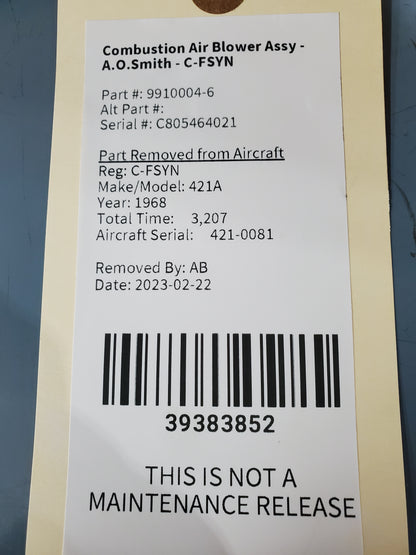 Combustion Air Blower Assy -
A.O.Smith - C-FSYN
Part #: 9910004-6
Alt Part #:
Serial #: C805464021
Part Removed from Aircraft
Reg: C-FSYN
Make/Model: 421A
Year: 1968
Total Time: 3,207
Aircraft Serial: 421-0081
Removed By: AB
Date: 2023-02-22
39383852
THIS IS NOT A
MAINTENANCE RELEASE